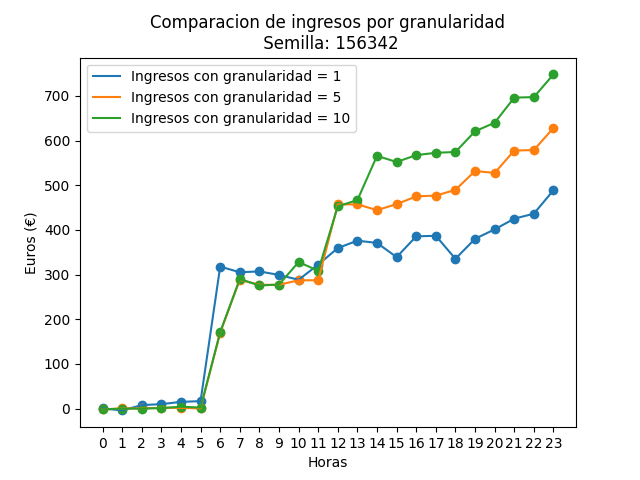 Comparacion de ingresos por granularidad
Semilla: 156342
Ingresos con granularidad = 1
Ingresos con granularidad = 5
Ingresos con granularidad = 10
700
600
500
400
300
200
100
0
Euros (€)
0 1 2 3 4 5 6 7 8 9 10 11 12 13 14 15 16 17 18 19 20 21 22 23
Horas